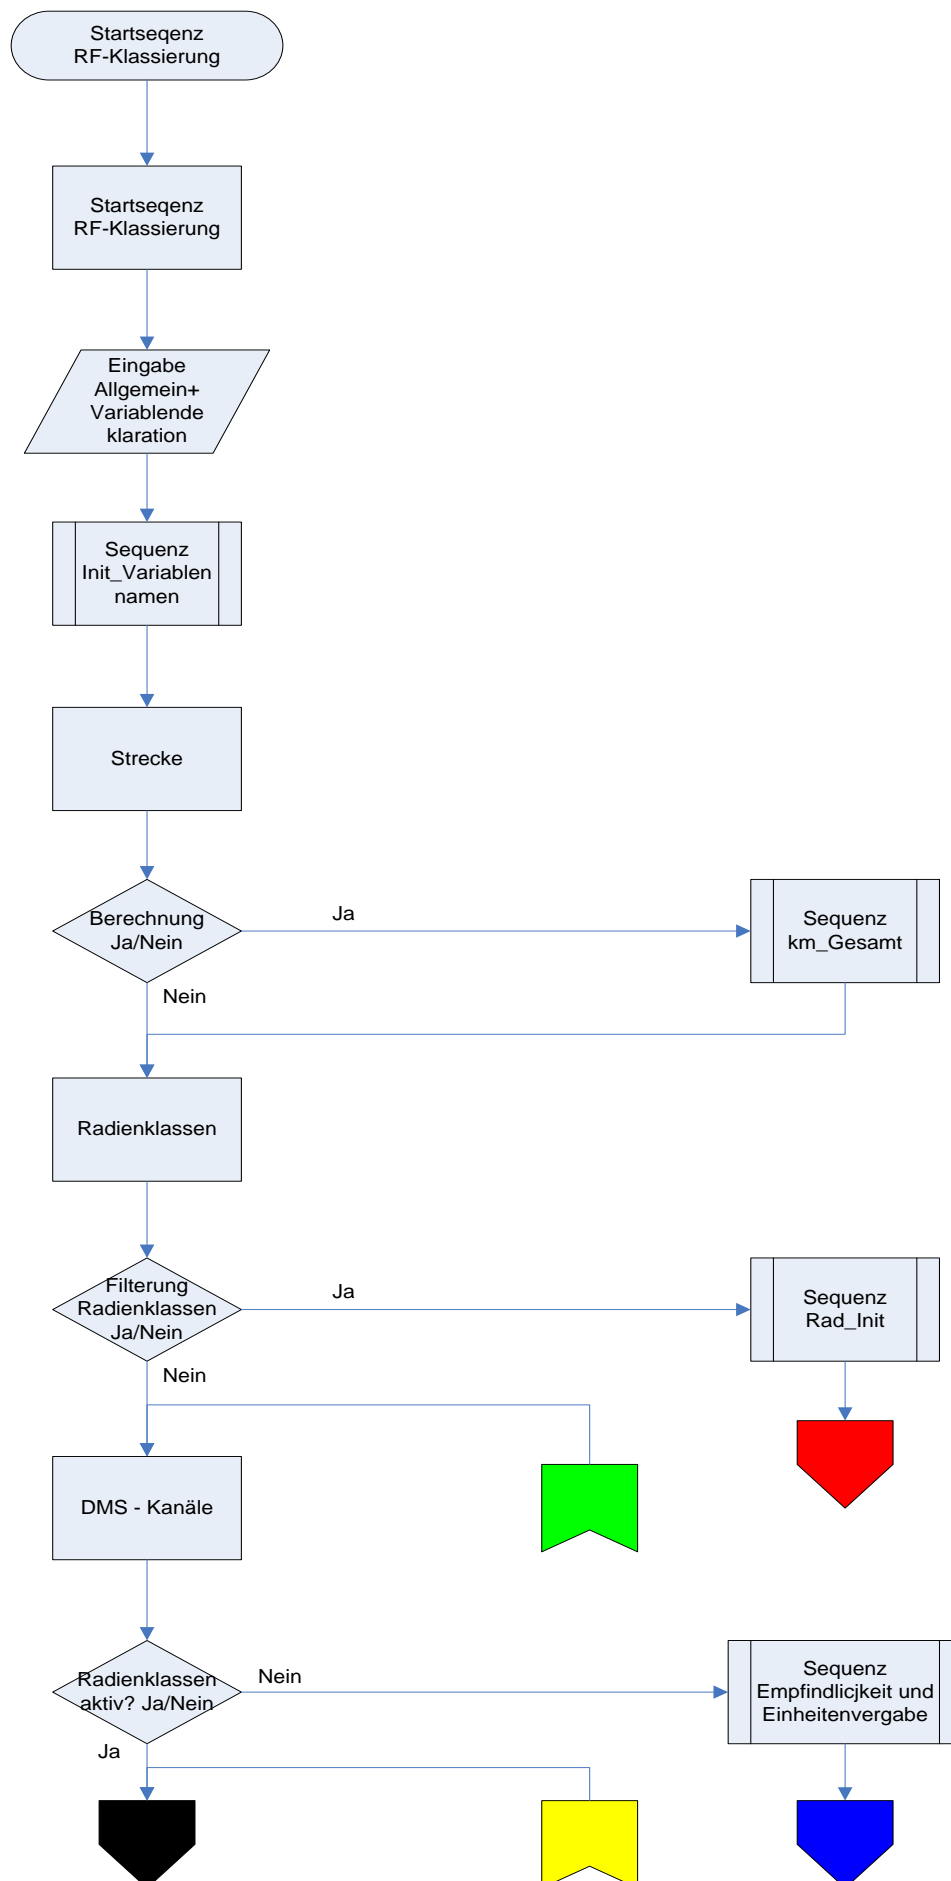 Startseqenz
RF-Klassierung
Startseqenz
RF-Klassierung
Eingabe
Allgemein+
Variablende
klaration
Sequenz
Init_Variablen
namen
Strecke
Berechnung
Ja/Nein
Ja
Sequenz
km_Gesamt
Nein
Radienklassen
Filterung
Radienklassen
Ja/Nein
Ja
Sequenz
Rad_Init
Nein
DMS - Kanäle
Radienklassen
aktiv? Ja/Nein
Nein
Sequenz
Empfindlicjkeit und
Einheitenvergabe
Ja